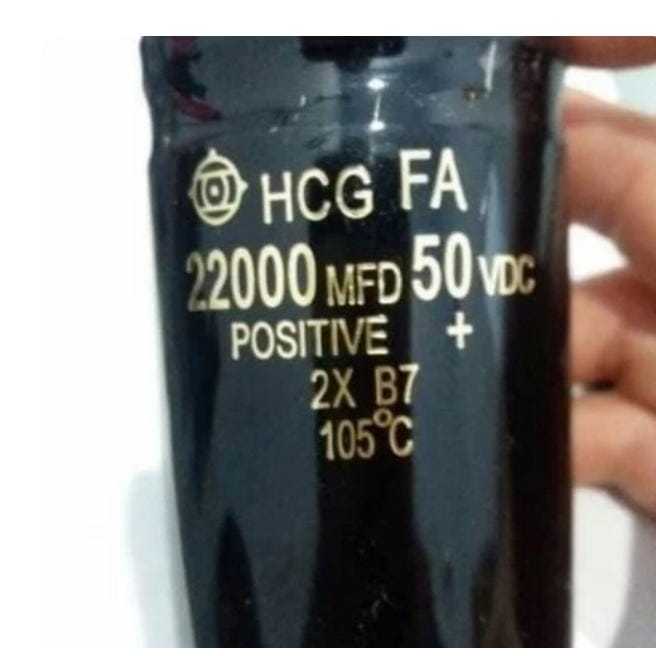 HCG FA
22000 MFD 50 VDC
POSITIVE +
2X B7
105°C